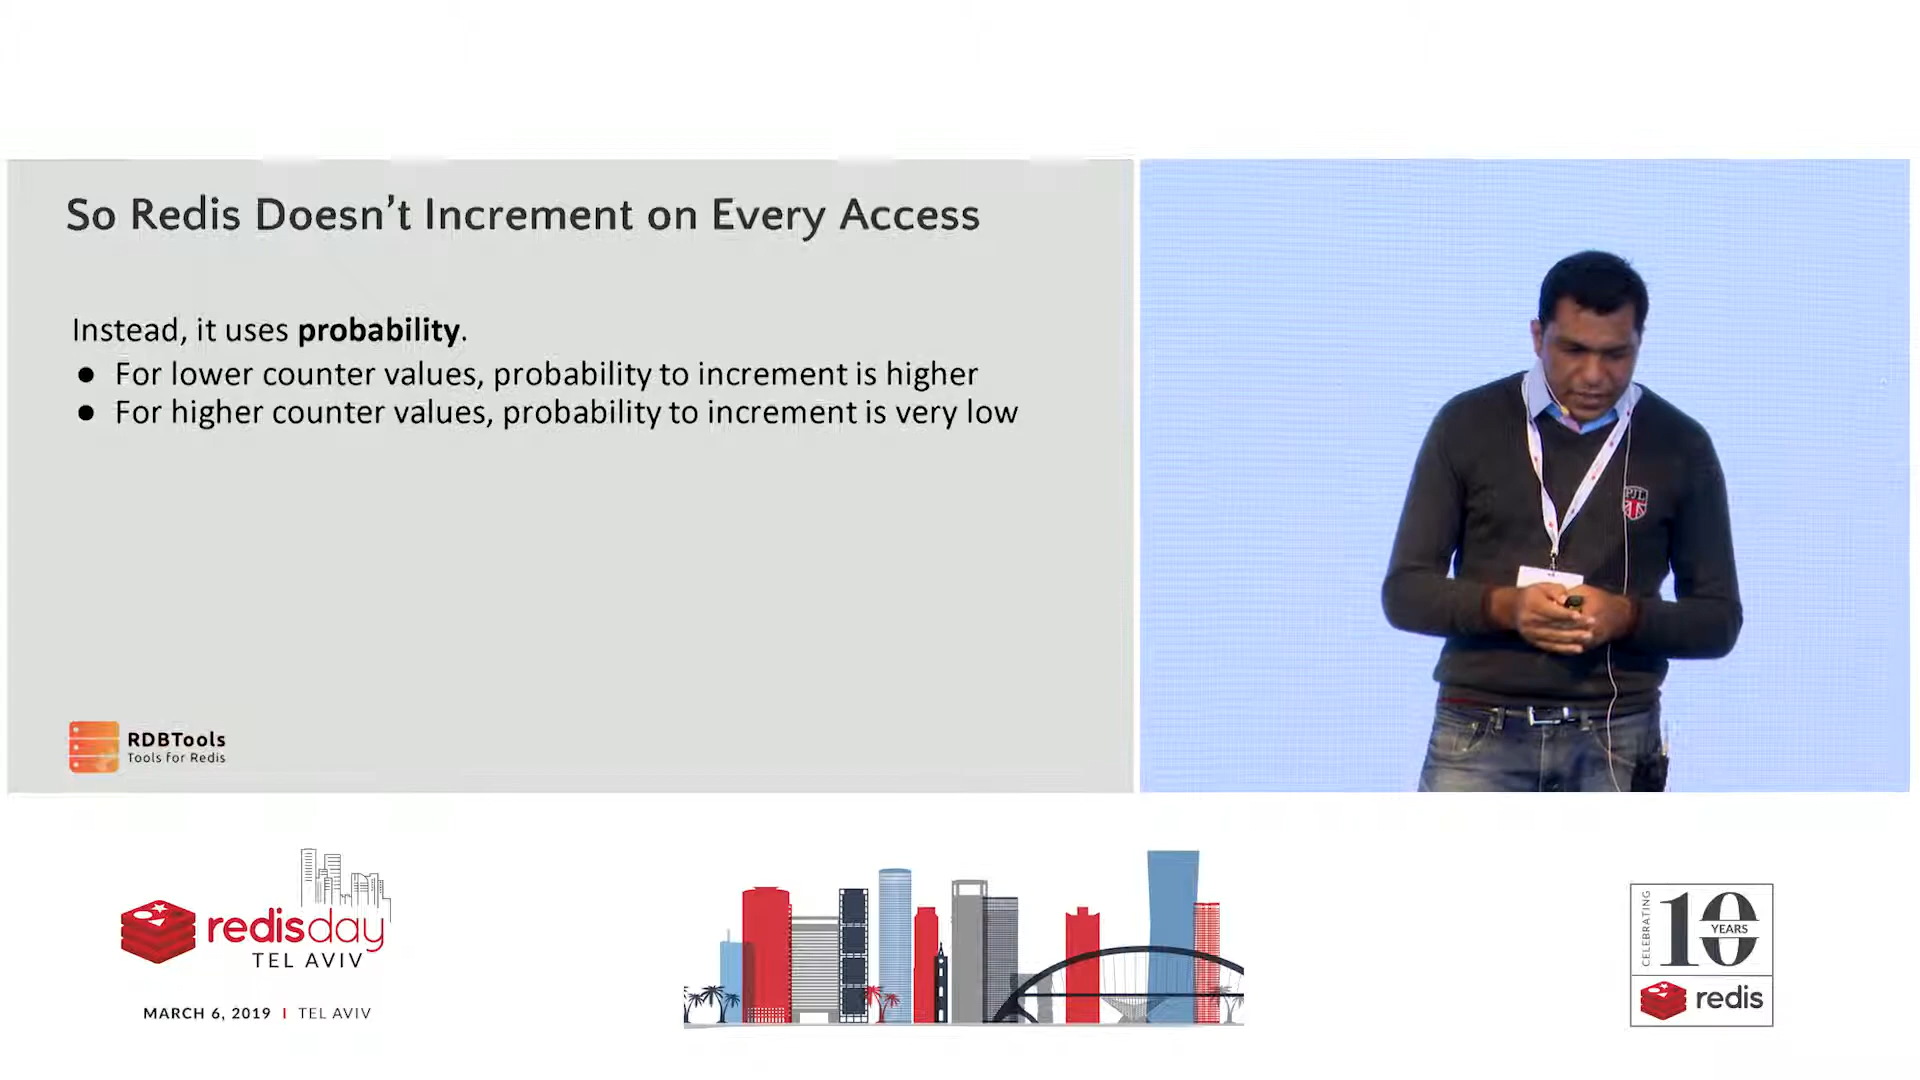 So Redis Doesn't Increment on Every Access
Instead, it uses probability.
● For lower counter values, probability to increment is higher
● For higher counter values, probability to increment is very low
RDBTools
Tools for Redis
PJL
redisday
TEL AVIV
MARCH 6, 2019 | TEL AVIV
CELEBRATING
10
YEARS
redis